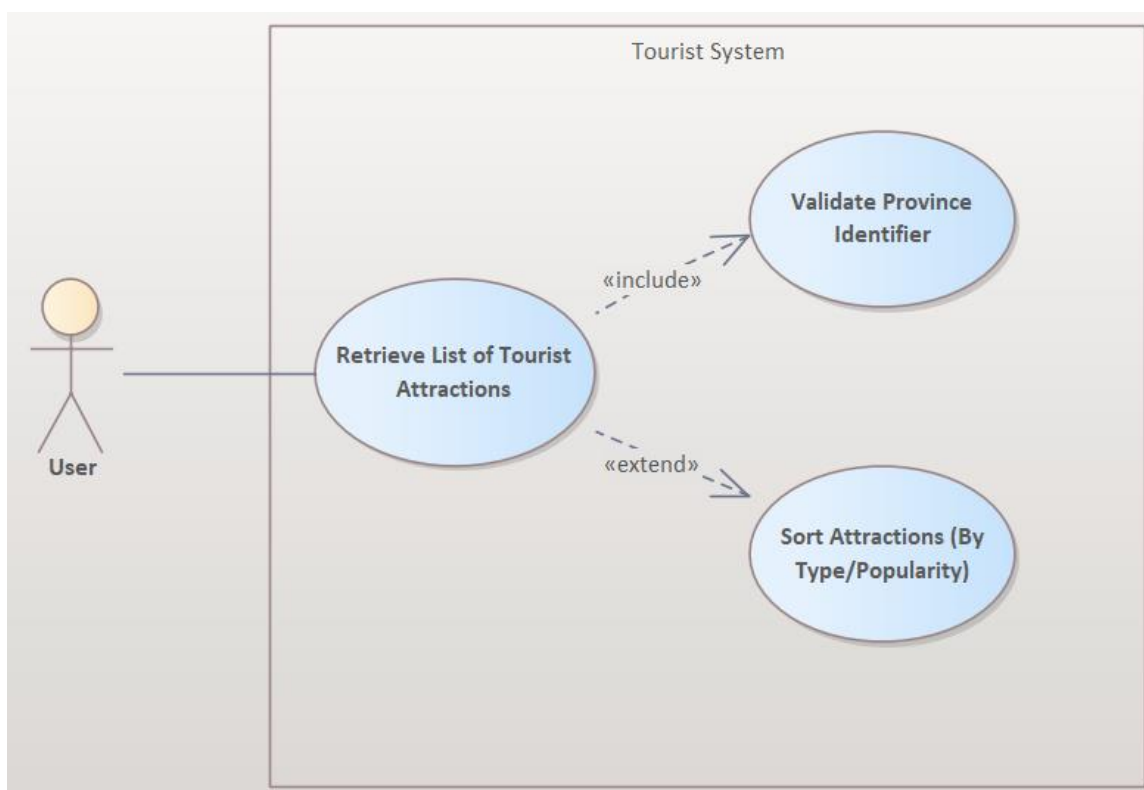 Tourist System
Validate Province
Identifier
«include»
Retrieve List of Tourist
Attractions
«extend»
User
Sort Attractions (By
Type/Popularity)